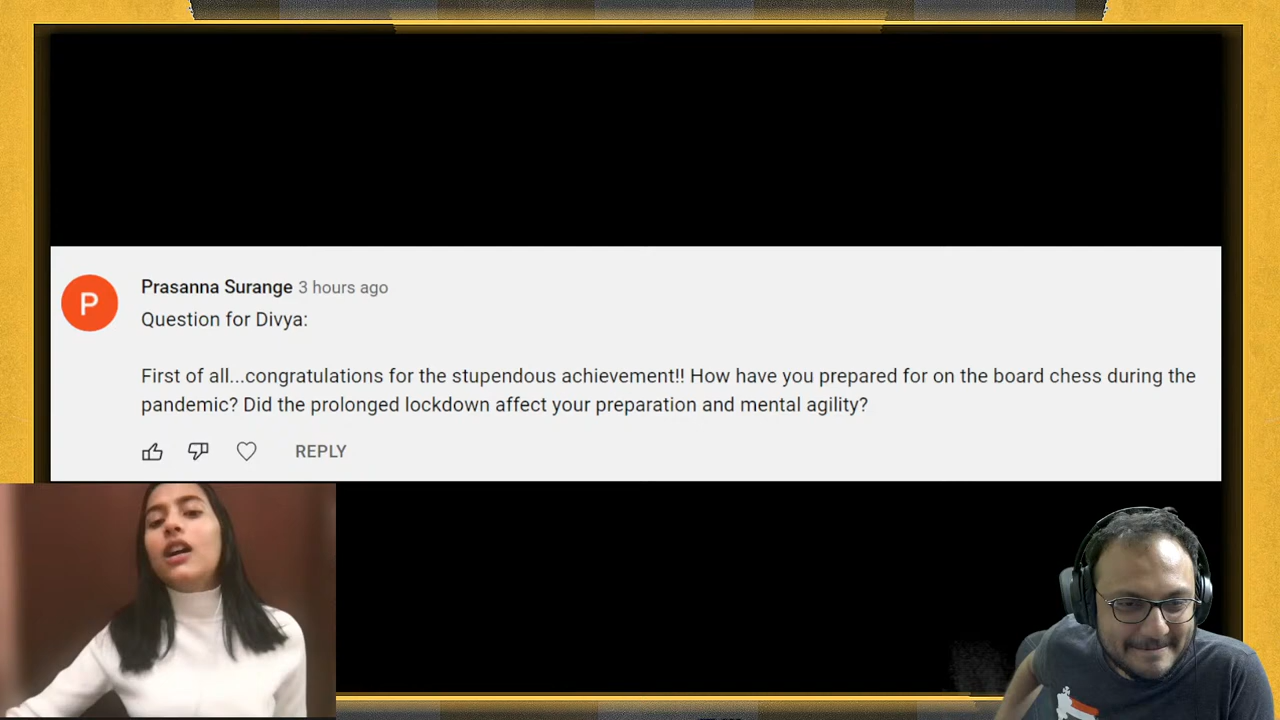 P
Prasanna Surange 3 hours ago
Question for Divya:
First of all...congratulations for the stupendous achievement!! How have you prepared for on the board chess during the
pandemic? Did the prolonged lockdown affect your preparation and mental agility?
REPLY